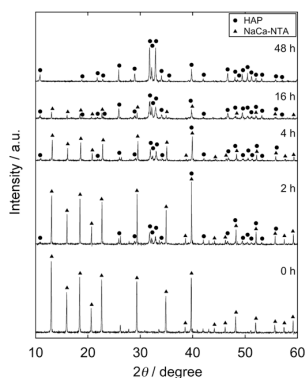 HAP
NaCa-NTA
48 h
16 h
4 h
2 h
0 h
Intensity / a.u.
10 20 30 40 50 60
2θ / degree